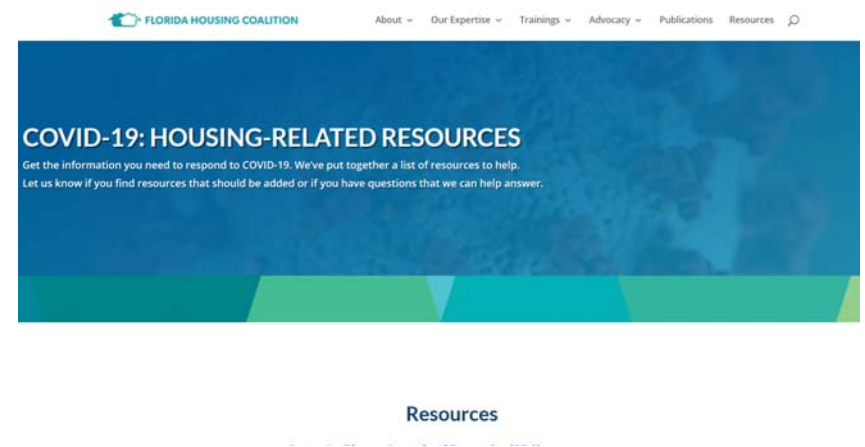 FLORIDA HOUSING COALITION
About Our Expertise Trainings Advocacy Publications Resources
COVID-19: HOUSING-RELATED RESOURCES
Get the information you need to respond to COVID-19. We've put together a list of resources to help.
Let us know if you find resources that should be added or if you have questions that we can help answer.
Resources